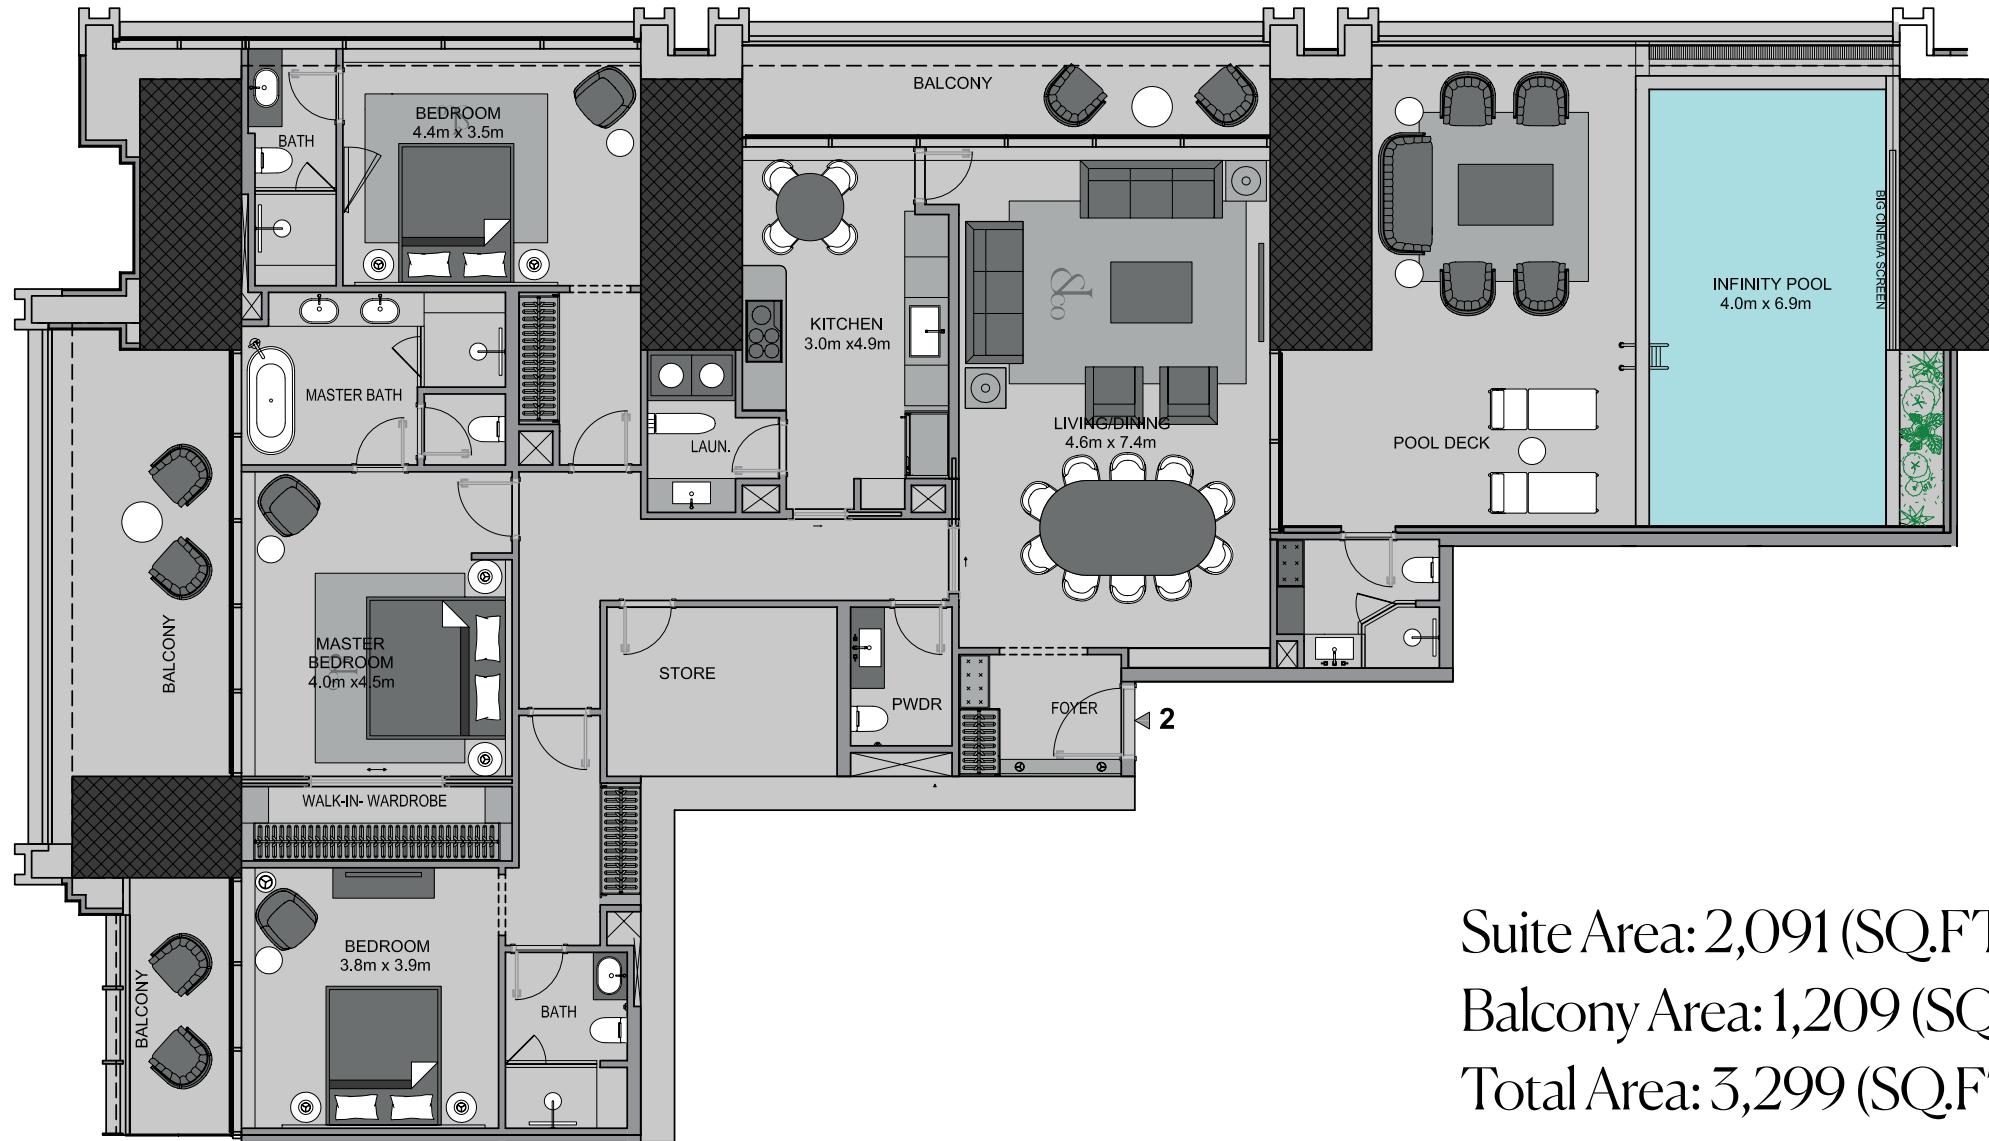 BALCONY
BEDROOM
4.4m x 3.5m
BATH
BIG CINEMA SCREEN
INFINITY POOL
4.0m x 6.9m
&co
KITCHEN
3.0m x4.9m
MASTER BATH
LIVING/DINING
4.6m x 7.4m
POOL DECK
LAUN.
BALCONY
MASTER
BEDROOM
4.0m x4.5m
STORE
PWDR
FOYER
2
WALK-IN- WARDROBE
BEDROOM
3.8m x 3.9m
BALCONY
BATH
Suite Area: 2,091 (SQ.FT
Balcony Area: 1,209 (SQ
Total Area: 3,299 (SQ.F